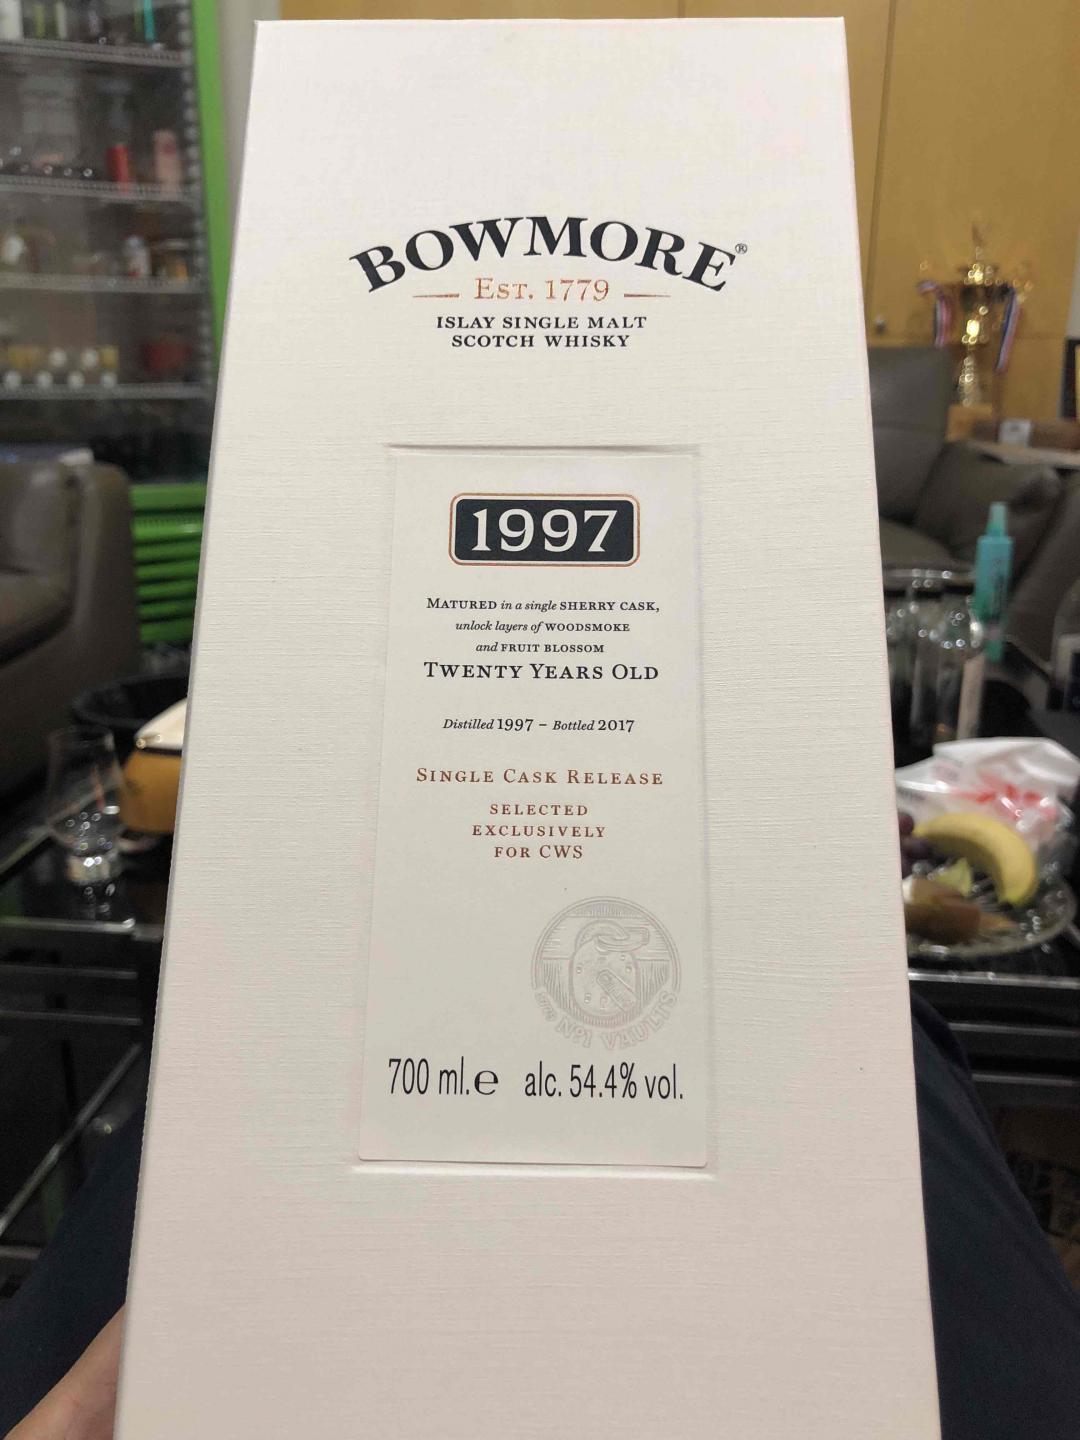 BOWMORE®
EST. 1779
ISLAY SINGLE MALT
SCOTCH WHISKY
1997
MATURED in a single SHERRY CASK,
unlock layers of WOODSMOKE
and FRUIT BLOSSOM
TWENTY YEARS OLD
Distilled 1997 – Bottled 2017
SINGLE CASK RELEASE
SELECTED
EXCLUSIVELY
FOR CWS
Nº1 VAULTS
700 ml.e alc. 54.4% vol.